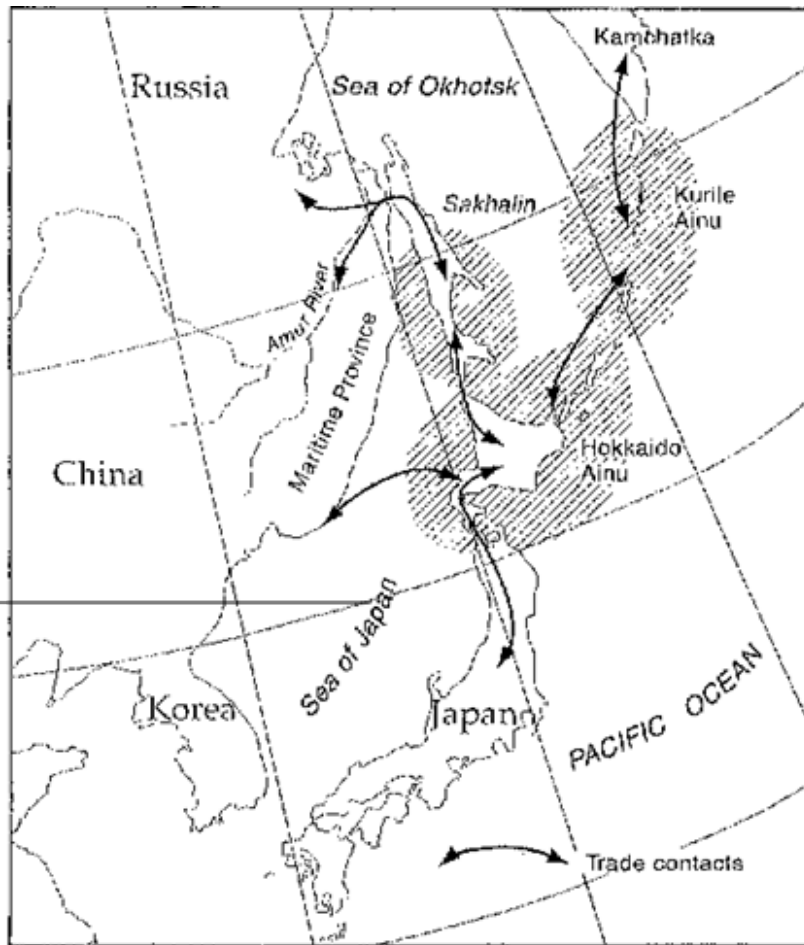 Kamchatka
Russia
Sea of Okhotsk
Sakhalin
Kurile
Ainu
Amur River
Maritime Province
China
Hokkaido
Ainu
Sea of Japan
Korea
Japan
PACIFIC OCEAN
Trade contacts